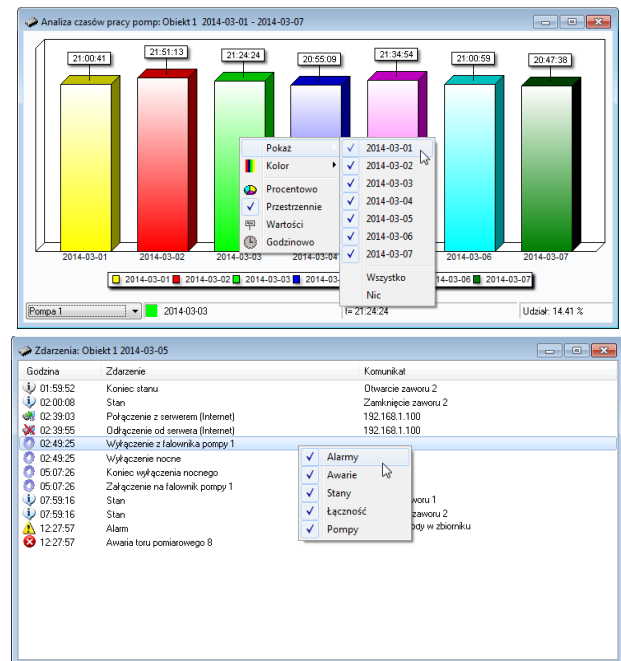 Analiza czasów pracy pomp: Obiekt 1 2014-03-01 - 2014-03-07
21:00:41
21:51:13
21:24:24
20:55:09
21:34:54
21:00:59
20:47:38
Pokaż
Kolor
Procentowo
Przestrzennie
Wartości
Godzinowo
2014-03-01
2014-03-02
2014-03-03
2014-03-04
2014-03-05
2014-03-06
2014-03-07
Wszystko
Nic
2014-03-01 2014-03-02 2014-03-03 2014-03-04 2014-03-06 2014-03-07
2014-03-01 2014-03-02 2014-03-03 2014-03-06 2014-03-07
Pompa 1 2014-03-03 t= 21:24:24 Udział: 14.41 %
Zdarzenia: Obiekt 1 2014-03-05
Godzina Zdarzenie Komunikat
01:59:52 Koniec stanu Otwarcie zaworu 2
02:00:08 Stan Zamknięcie zaworu 2
02:39:03 Połączenie z serwerem (Internet) 192.168.1.100
02:39:55 Odłączenie od serwera (Internet) 192.168.1.100
02:49:25 Wyłączenie z falownika pompy 1
02:49:25 Wyłączenie nocne
05:07:26 Koniec wyłączenia nocnego
05:07:26 Załączenie na falownik pompy 1
07:59:16 Stan woru 1
07:59:16 Stan zaworu 2
12:27:57 Alarm ody w zbiorniku
12:27:57 Awaria toru pomiarowego 8
Alarmy
Awarie
Stany
Łączność
Pompy